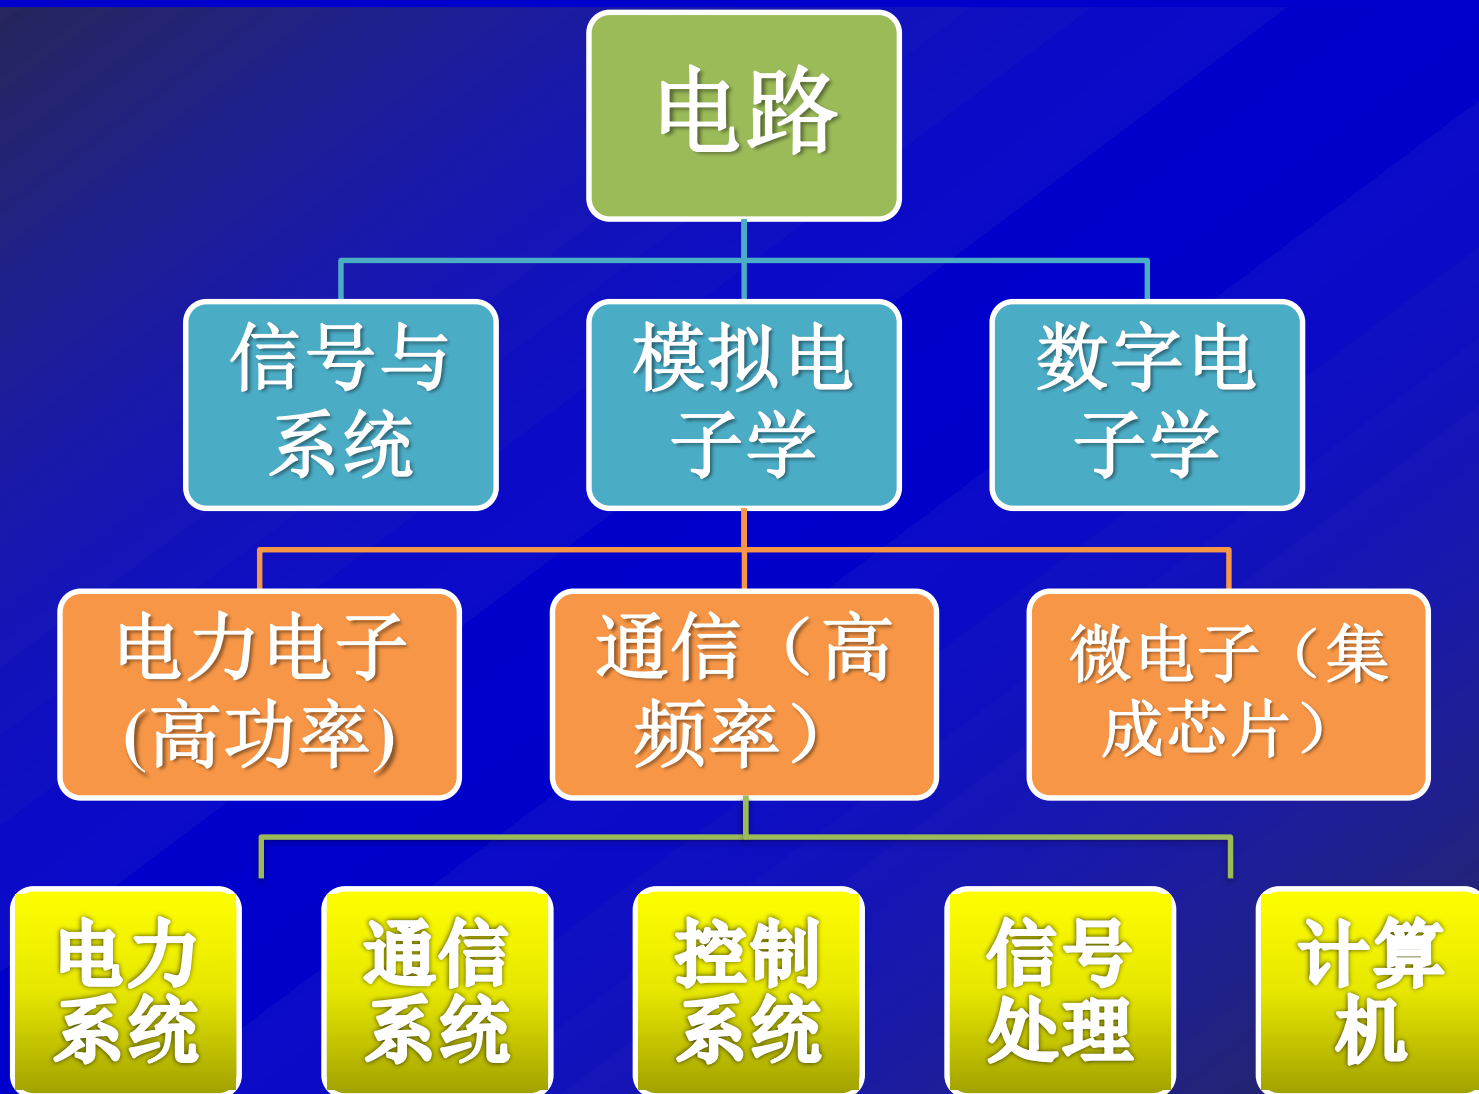 电路
信号与
系统
模拟电
子学
数字电
子学
电力电子
(高功率)
通信（高
频率）
微电子（集
成芯片）
电力
系统
通信
系统
控制
系统
信号
处理
计算
机